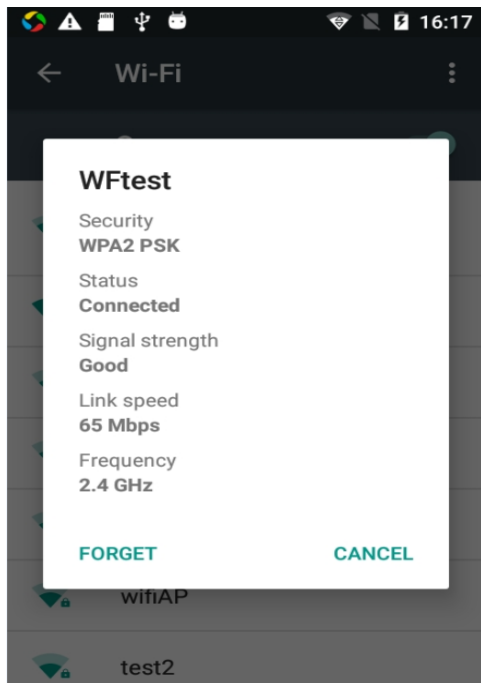 16:17
Wi-Fi
WFtest
Security
WPA2 PSK
Status
Connected
Signal strength
Good
Link speed
65 Mbps
Frequency
2.4 GHz
FORGET CANCEL
wifiAP
test2